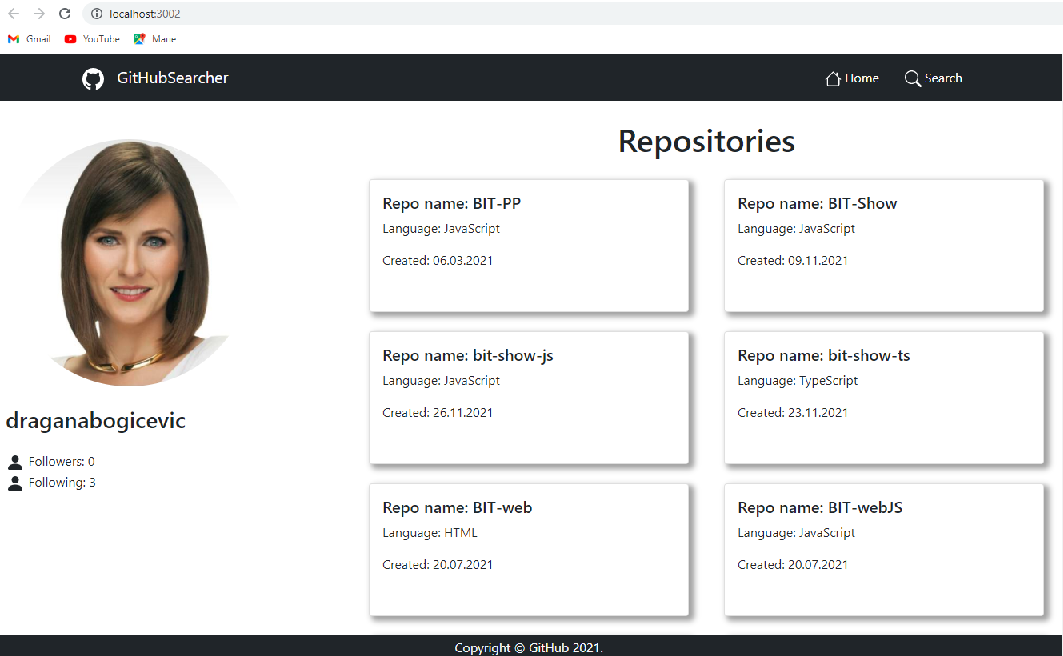 localhost:3002
Gmail YouTube Mape
GitHubSearcher Home Search
draganabogicevic
Followers: 0
Following: 3
Repositories
Repo name: BIT-PP
Language: JavaScript
Created: 06.03.2021
Repo name: BIT-Show
Language: JavaScript
Created: 09.11.2021
Repo name: bit-show-js
Language: JavaScript
Created: 26.11.2021
Repo name: bit-show-ts
Language: TypeScript
Created: 23.11.2021
Repo name: BIT-web
Language: HTML
Created: 20.07.2021
Repo name: BIT-webJS
Language: JavaScript
Created: 20.07.2021
Copyright © GitHub 2021.